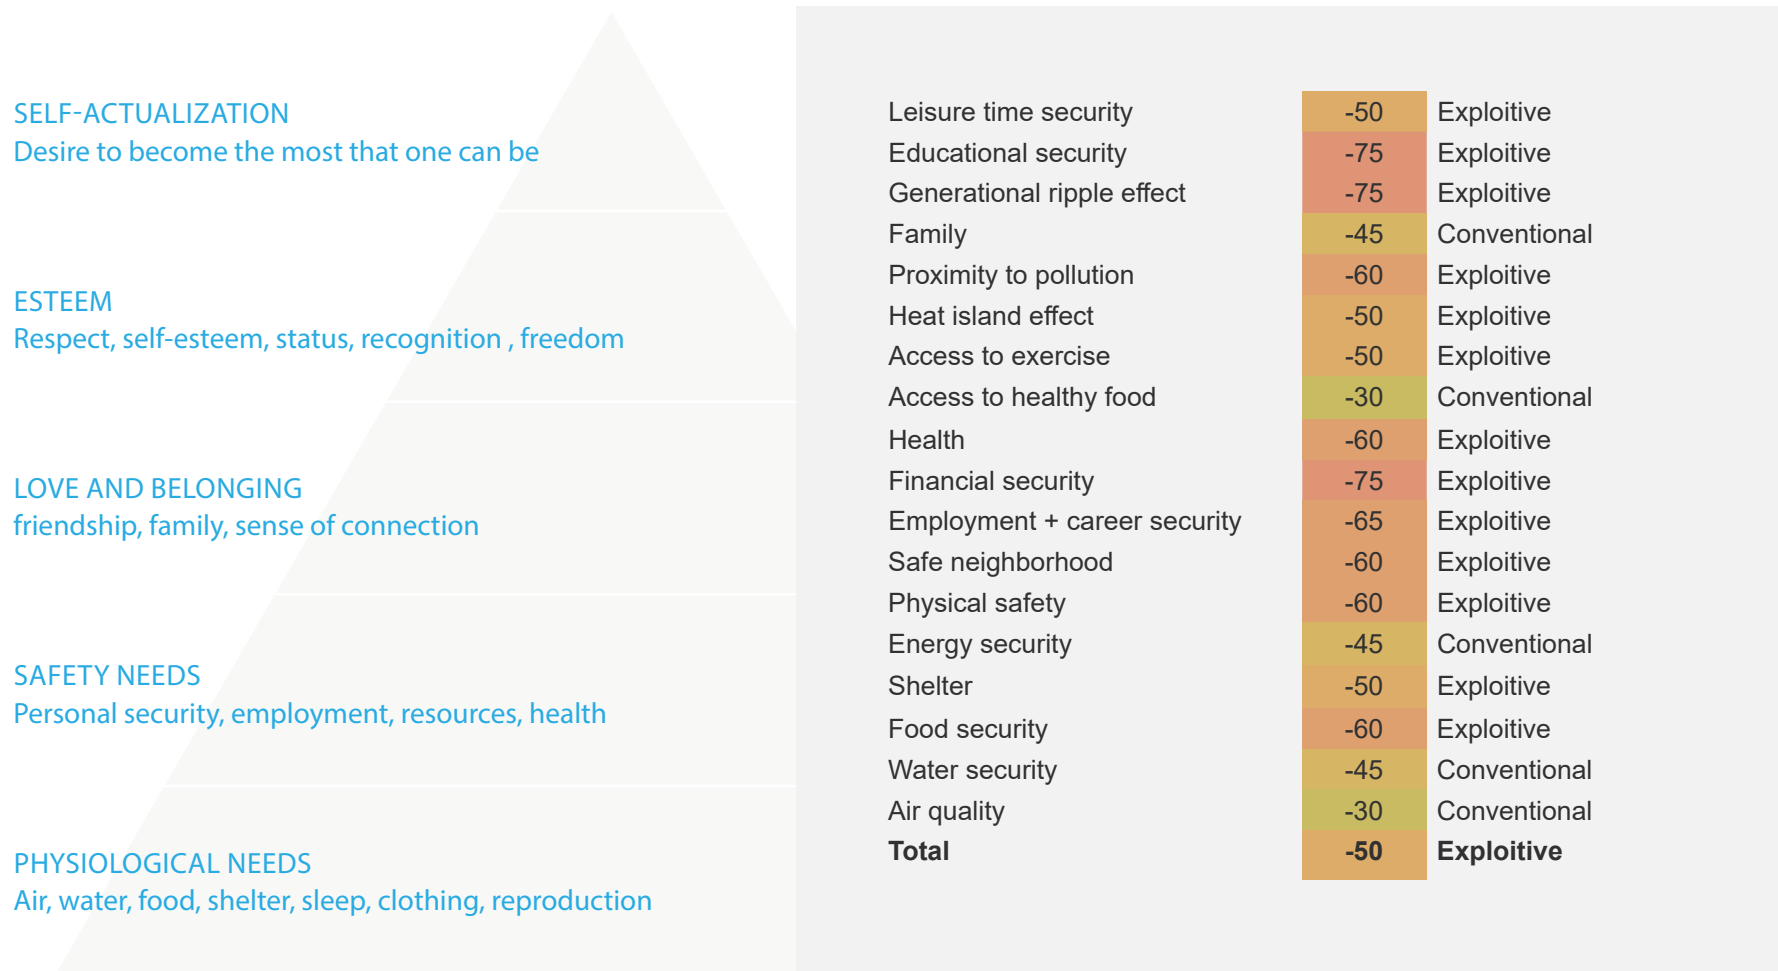 SELF-ACTUALIZATION
Desire to become the most that one can be
ESTEEM
Respect, self-esteem, status, recognition , freedom
LOVE AND BELONGING
friendship, family, sense of connection
SAFETY NEEDS
Personal security, employment, resources, health
PHYSIOLOGICAL NEEDS
Air, water, food, shelter, sleep, clothing, reproduction
Leisure time security -50 Exploitive
Educational security -75 Exploitive
Generational ripple effect -75 Exploitive
Family -45 Conventional
Proximity to pollution -60 Exploitive
Heat island effect -50 Exploitive
Access to exercise -50 Exploitive
Access to healthy food -30 Conventional
Health -60 Exploitive
Financial security -75 Exploitive
Employment + career security -65 Exploitive
Safe neighborhood -60 Exploitive
Physical safety -60 Exploitive
Energy security -45 Conventional
Shelter -50 Exploitive
Food security -60 Exploitive
Water security -45 Conventional
Air quality -30 Conventional
Total -50 Exploitive